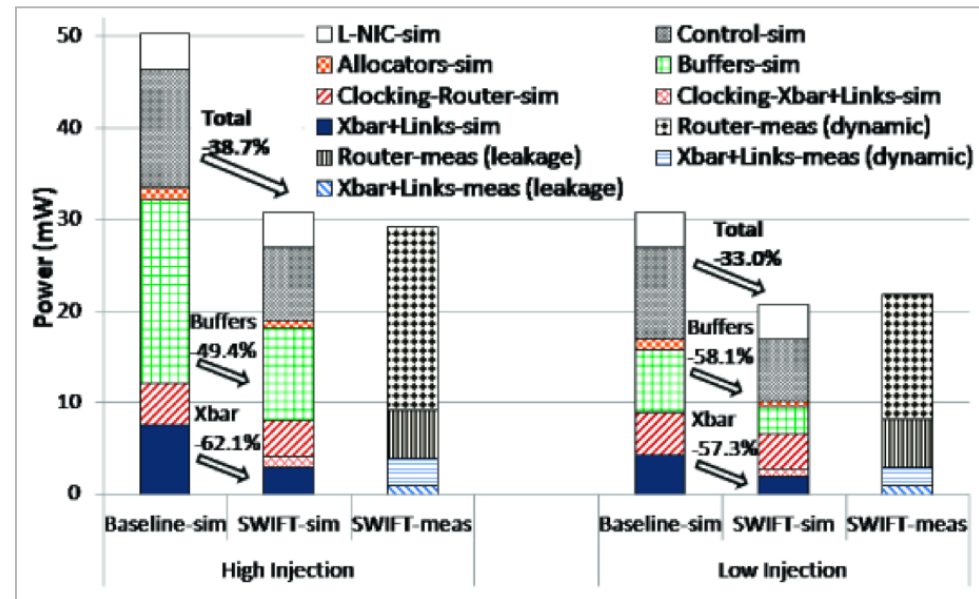 50
40
30
20
10
0
Power (mW)
L-NIC-sim
Control-sim
Allocators-sim
Buffers-sim
Clocking-Router-sim
Clocking-Xbar+Links-sim
Xbar+Links-sim
Router-meas (dynamic)
Router-meas (leakage)
Xbar+Links-meas (dynamic)
Xbar+Links-meas (leakage)
Total
-38.7%
Buffers
-49.4%
Xbar
-62.1%
Total
-33.0%
Buffers
-58.1%
Xbar
-57.3%
Baseline-sim SWIFT-sim SWIFT-meas Baseline-sim SWIFT-sim SWIFT-meas
High Injection Low Injection